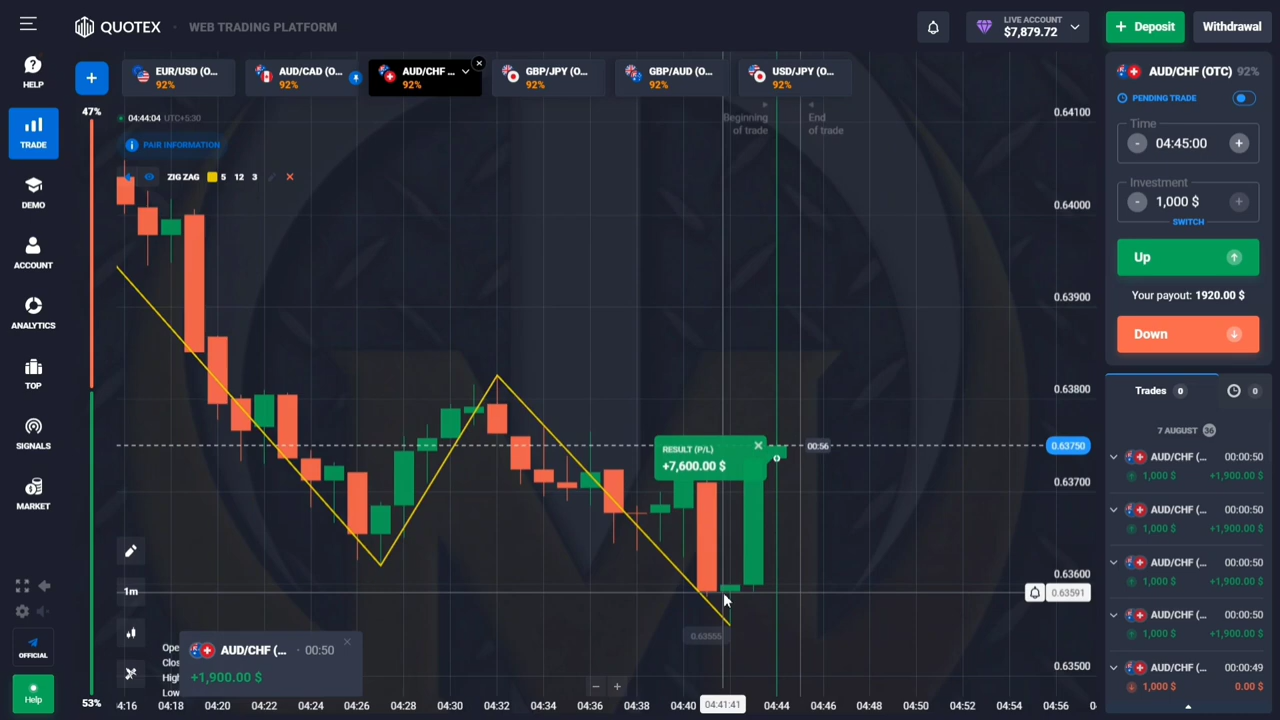 QUOTEX
WEB TRADING PLATFORM
LIVE ACCOUNT
$7,879.72
+ Deposit
Withdrawal
HELP
TRADE
DEMO
ACCOUNT
ANALYTICS
TOP
SIGNALS
MARKET
OFFICIAL
Help
+
EUR/USD (O...
92%
AUD/CAD (O...
92%
AUD/CHF ...
92%
GBP/JPY (O...
92%
GBP/AUD (O...
92%
USD/JPY (O...
92%
47%
04:44:04 UTC+5:30
PAIR INFORMATION
ZIG ZAG 5 12 3
Beginning
of trade
End
of trade
0.64100
0.64000
0.63900
0.63800
0.63750
0.63700
0.63600
0.63591
0.63500
00:56
RESULT (P/L)
+7,600.00 $
0.63555
1m
Ope
Clos
High
Low
AUD/CHF (... · 00:50
+1,900.00 $
53%
4:16 04:18 04:20 04:22 04:24 04:26 04:28 04:30 04:32 04:34 04:36 04:38 04:40 04:41:41 04:44 04:46 04:48 04:50 04:52 04:54 04:56 0
AUD/CHF (OTC) 92%
PENDING TRADE
Time
- 04:45:00 +
Investment
- 1,000 $ +
SWITCH
Up
Your payout: 1920.00 $
Down
Trades 0
0
7 AUGUST 36
AUD/CHF (... 00:00:50
1,000 $ +1,900.00 $
AUD/CHF (... 00:00:50
1,000 $ +1,900.00 $
AUD/CHF (... 00:00:50
1,000 $ +1,900.00 $
AUD/CHF (... 00:00:50
1,000 $ +1,900.00 $
AUD/CHF (... 00:00:49
1,000 $ 0.00 $